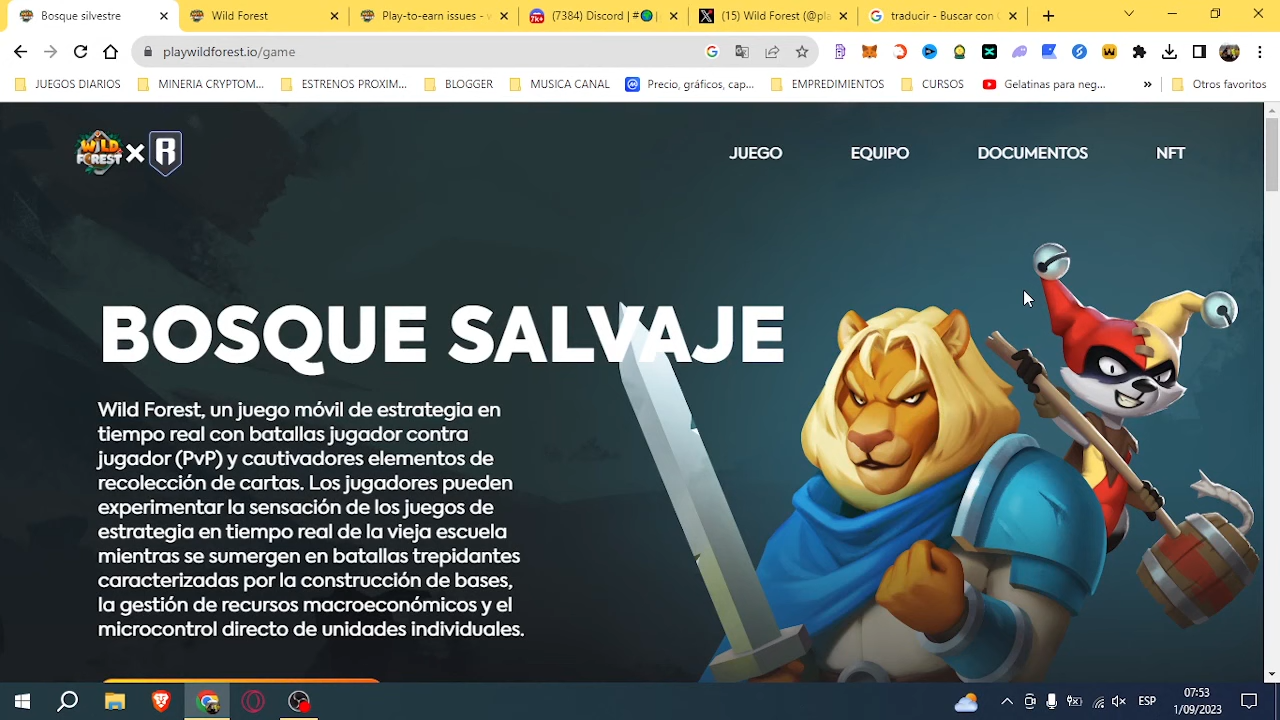 Bosque silvestre
Wild Forest
Play-to-earn issues - v
(7384) Discord | #
(15) Wild Forest (@pla
traducir - Buscar con
playwildforest.io/game
JUEGOS DIARIOS
MINERIA CRYPTOM...
ESTRENOS PROXIM...
BLOGGER
MUSICA CANAL
Precio, gráficos, cap...
EMPREDIMIENTOS
CURSOS
Gelatinas para neg...
»
Otros favoritos
WILD FOREST X R
JUEGO
EQUIPO
DOCUMENTOS
NFT
BOSQUE SALVAJE
Wild Forest, un juego móvil de estrategia en
tiempo real con batallas jugador contra
jugador (PvP) y cautivadores elementos de
recolección de cartas. Los jugadores pueden
experimentar la sensación de los juegos de
estrategia en tiempo real de la vieja escuela
mientras se sumergen en batallas trepidantes
caracterizadas por la construcción de bases,
la gestión de recursos macroeconómicos y el
microcontrol directo de unidades individuales.
ESP
07:53
1/09/2023